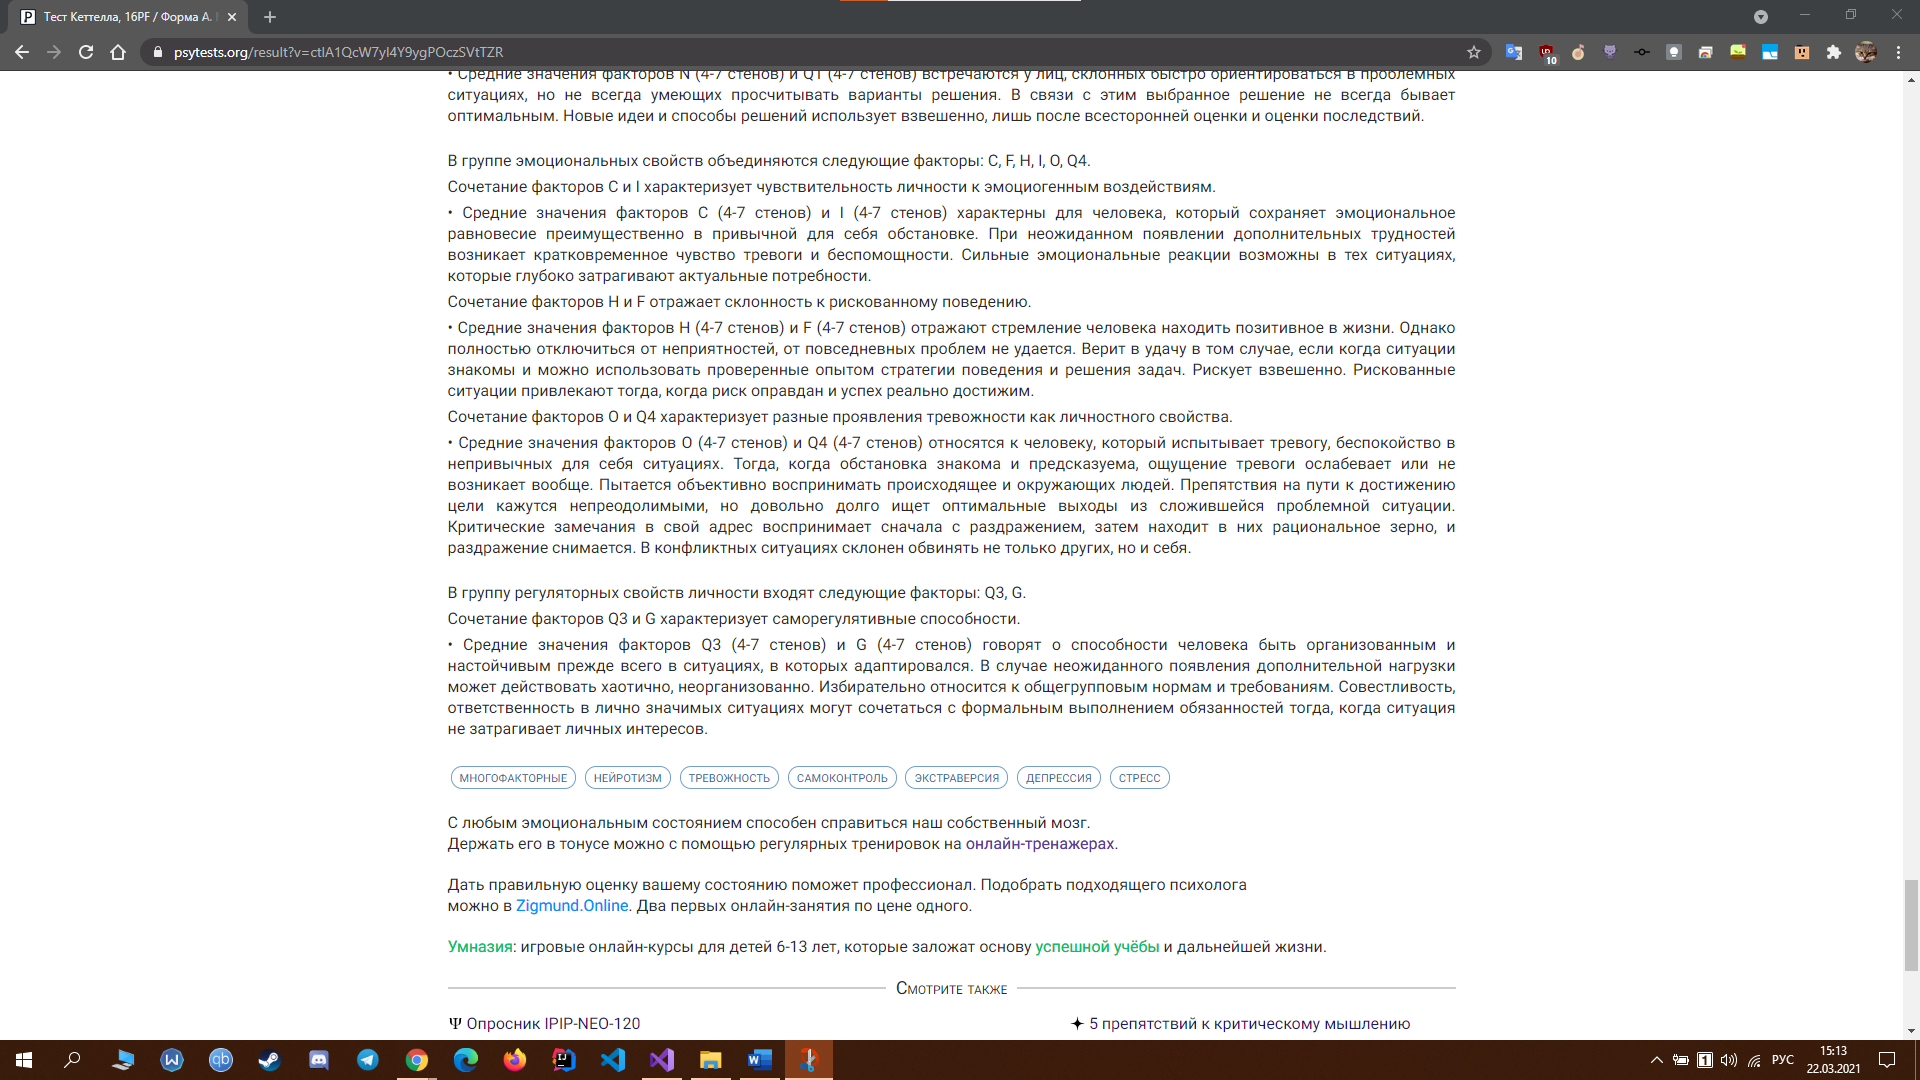 Тест Кеттелла, 16PF / Форма А.
psytests.org/result?v=ctIA1QcW7yl4Y9ygPOczSVtTZR
10
• Средние значения факторов N (4-7 стенов) и Q1 (4-7 стенов) встречаются у лиц, склонных быстро ориентироваться в проблемных
ситуациях, но не всегда умеющих просчитывать варианты решения. В связи с этим выбранное решение не всегда бывает
оптимальным. Новые идеи и способы решений использует взвешенно, лишь после всесторонней оценки и оценки последствий.
В группе эмоциональных свойств объединяются следующие факторы: C, F, H, I, O, Q4.
Сочетание факторов C и I характеризует чувствительность личности к эмоциогенным воздействиям.
• Средние значения факторов C (4-7 стенов) и I (4-7 стенов) характерны для человека, который сохраняет эмоциональное
равновесие преимущественно в привычной для себя обстановке. При неожиданном появлении дополнительных трудностей
возникает кратковременное чувство тревоги и беспомощности. Сильные эмоциональные реакции возможны в тех ситуациях,
которые глубоко затрагивают актуальные потребности.
Сочетание факторов H и F отражает склонность к рискованному поведению.
• Средние значения факторов H (4-7 стенов) и F (4-7 стенов) отражают стремление человека находить позитивное в жизни. Однако
полностью отключиться от неприятностей, от повседневных проблем не удается. Верит в удачу в том случае, если когда ситуации
знакомы и можно использовать проверенные опытом стратегии поведения и решения задач. Рискует взвешенно. Рискованные
ситуации привлекают тогда, когда риск оправдан и успех реально достижим.
Сочетание факторов O и Q4 характеризует разные проявления тревожности как личностного свойства.
• Средние значения факторов O (4-7 стенов) и Q4 (4-7 стенов) относятся к человеку, который испытывает тревогу, беспокойство в
непривычных для себя ситуациях. Тогда, когда обстановка знакома и предсказуема, ощущение тревоги ослабевает или не
возникает вообще. Пытается объективно воспринимать происходящее и окружающих людей. Препятствия на пути к достижению
цели кажутся непреодолимыми, но довольно долго ищет оптимальные выходы из сложившейся проблемной ситуации.
Критические замечания в свой адрес воспринимает сначала с раздражением, затем находит в них рациональное зерно, и
раздражение снимается. В конфликтных ситуациях склонен обвинять не только других, но и себя.
В группу регуляторных свойств личности входят следующие факторы: Q3, G.
Сочетание факторов Q3 и G характеризует саморегулятивные способности.
• Средние значения факторов Q3 (4-7 стенов) и G (4-7 стенов) говорят о способности человека быть организованным и
настойчивым прежде всего в ситуациях, в которых адаптировался. В случае неожиданного появления дополнительной нагрузки
может действовать хаотично, неорганизованно. Избирательно относится к общегрупповым нормам и требованиям. Совестливость,
ответственность в лично значимых ситуациях могут сочетаться с формальным выполнением обязанностей тогда, когда ситуация
не затрагивает личных интересов.
МНОГОФАКТОРНЫЕ НЕЙРОТИЗМ ТРЕВОЖНОСТЬ САМОКОНТРОЛЬ ЭКСТРАВЕРСИЯ ДЕПРЕССИЯ СТРЕСС
С любым эмоциональным состоянием способен справиться наш собственный мозг.
Держать его в тонусе можно с помощью регулярных тренировок на онлайн-тренажерах.
Дать правильную оценку вашему состоянию поможет профессионал. Подобрать подходящего психолога
можно в Zigmund.Online. Два первых онлайн-занятия по цене одного.
Умназия: игровые онлайн-курсы для детей 6-13 лет, которые заложат основу успешной учёбы и дальнейшей жизни.
Смотрите также
Ψ Опросник IPIP-NEO-120
5 препятствий к критическому мышлению
РУС
15:13
22.03.2021